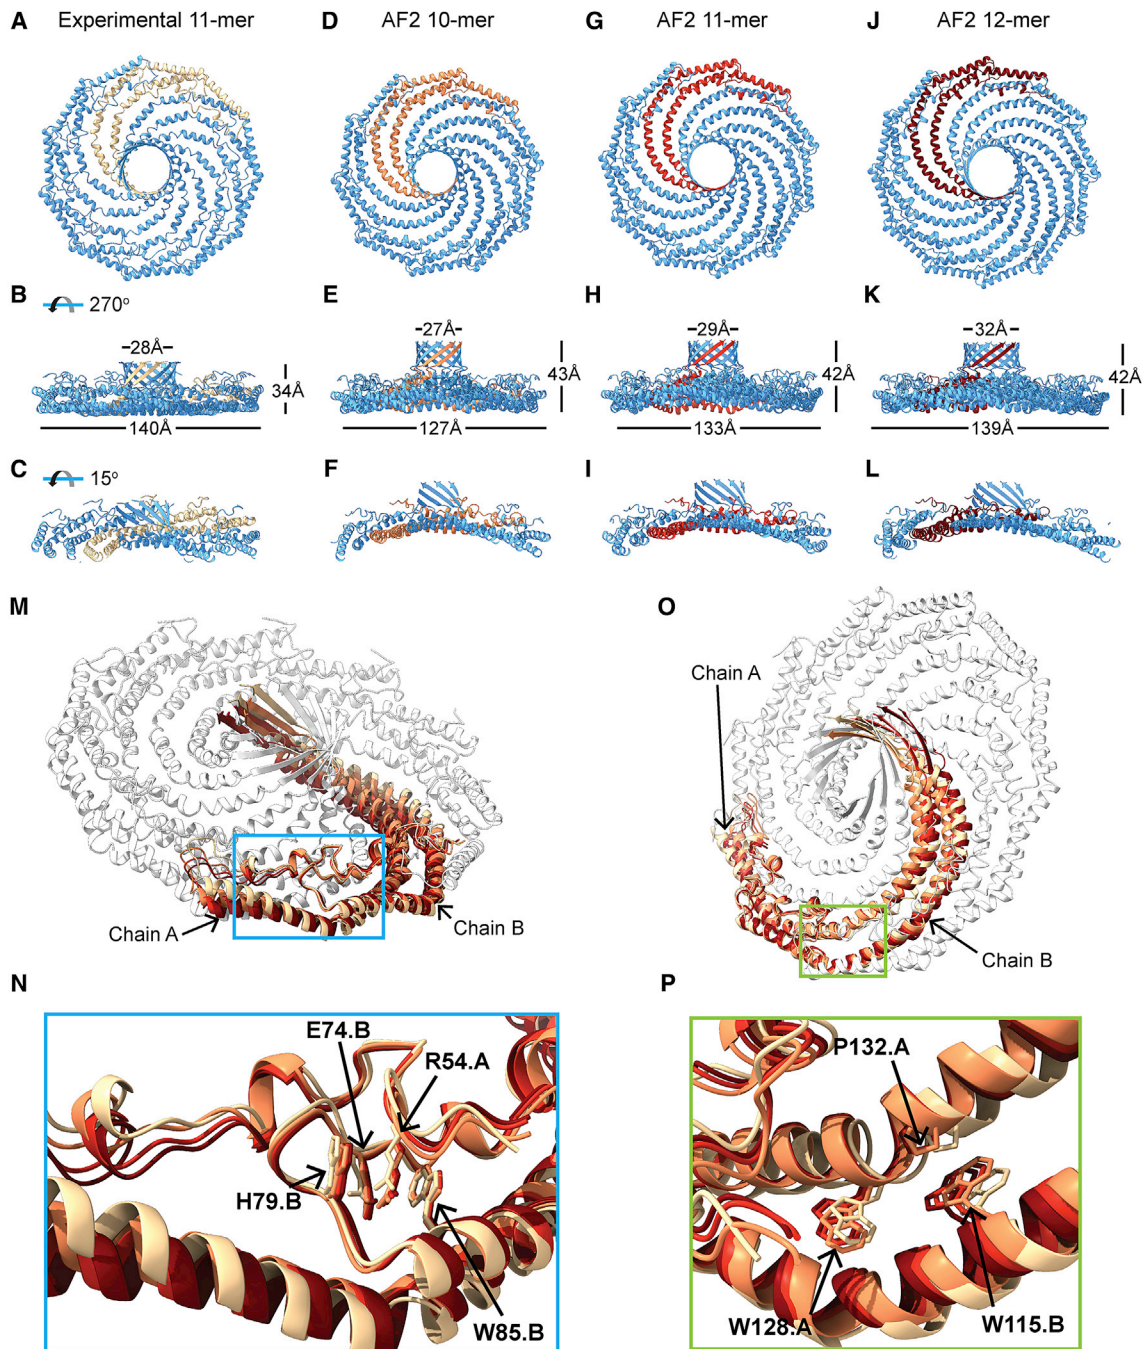 A Experimental 11-mer
D AF2 10-mer
G AF2 11-mer
J AF2 12-mer
B 270°
28Å
34Å
140Å
E
27Å
43Å
127Å
H
29Å
42Å
133Å
K
32Å
42Å
139Å
C 15°
F
I
L
M
Chain A
Chain B
O
Chain A
Chain B
N
E74.B
R54.A
H79.B
W85.B
P
P132.A
W128.A
W115.B